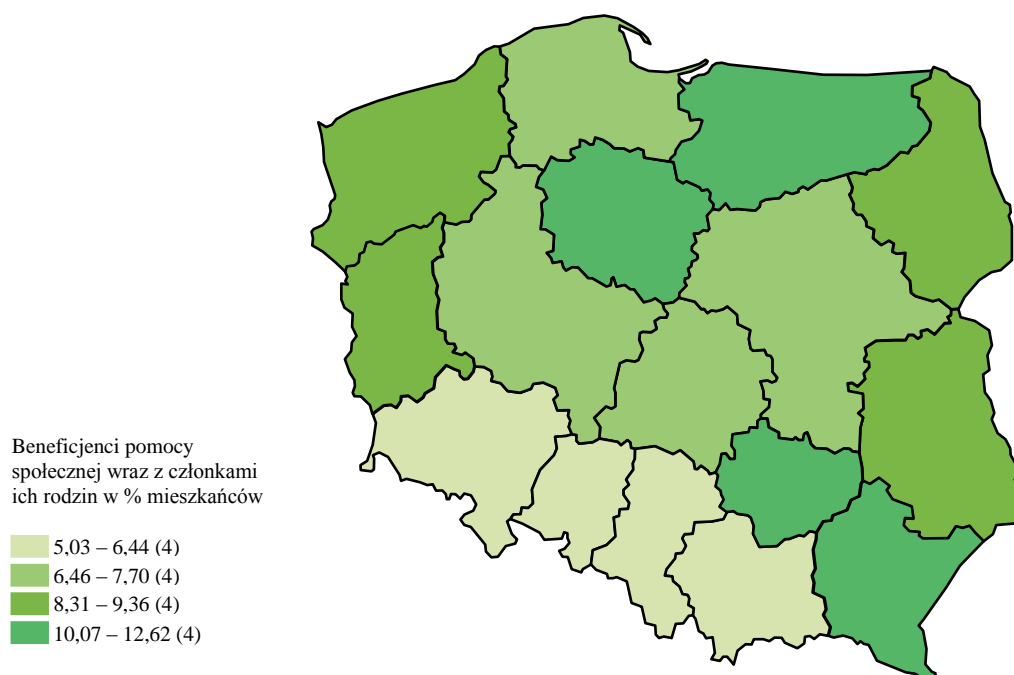 Beneficjenci pomocy
społecznej wraz z członkami
ich rodzin w % mieszkańców
5,03 – 6,44 (4)
6,46 – 7,70 (4)
8,31 – 9,36 (4)
10,07 – 12,62 (4)